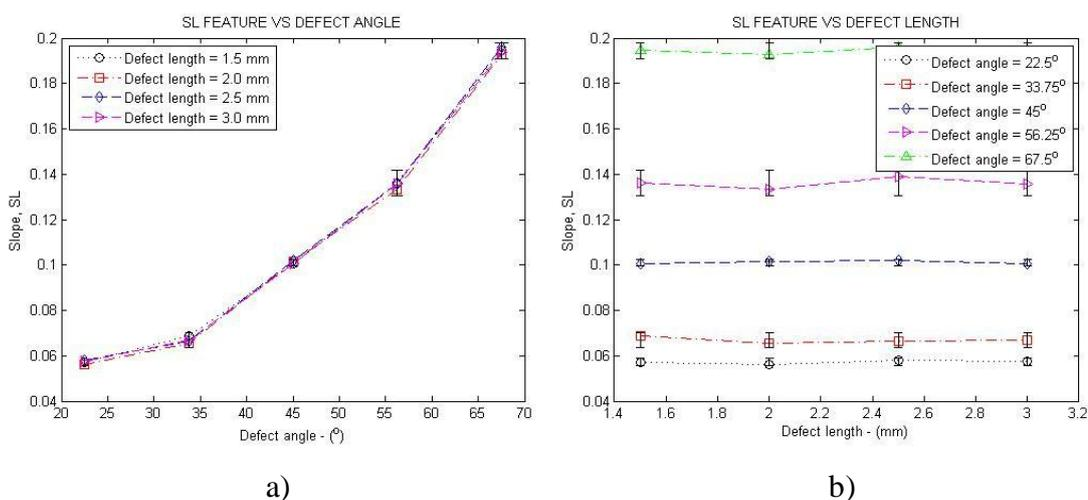 SL FEATURE VS DEFECT ANGLE
0.2
0.18
0.16
0.14
0.12
0.1
0.08
0.06
0.04
Slope, SL
Defect length = 1.5 mm
Defect length = 2.0 mm
Defect length = 2.5 mm
Defect length = 3.0 mm
20 25 30 35 40 45 50 55 60 65 70
Defect angle - (º)
a)
SL FEATURE VS DEFECT LENGTH
0.2
0.18
0.16
0.14
0.12
0.1
0.08
0.06
0.04
Slope, SL
Defect angle = 22.5º
Defect angle = 33.75º
Defect angle = 45º
Defect angle = 56.25º
Defect angle = 67.5º
1.4 1.6 1.8 2 2.2 2.4 2.6 2.8 3 3.2
Defect length - (mm)
b)